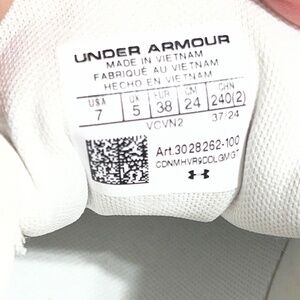 UNDER ARMOUR
MADE IN VIETNAM
FABRIQUÉ AU VIETNAM
HECHO EN VIETNAM
USA UK EUR CM CHN
7 5 38 24 240(2)
VCVN2 37/24
Art.3028262-100
CDNMHVR9DDLGMGT